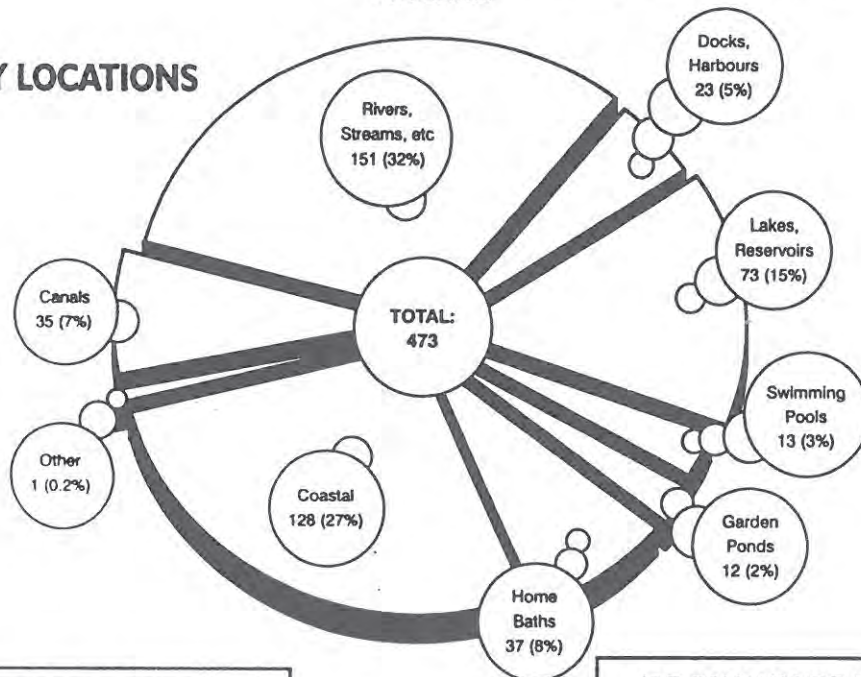 Y LOCATIONS
Docks,
Harbours
23 (5%)
Rivers,
Streams, etc
151 (32%)
Lakes,
Reservoirs
73 (15%)
Canals
35 (7%)
TOTAL:
473
Swimming
Pools
13 (3%)
Other
1 (0.2%)
Coastal
128 (27%)
Garden
Ponds
12 (2%)
Home
Baths
37 (8%)